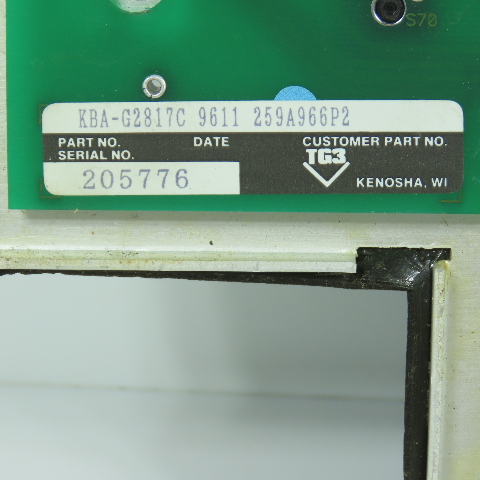 S70
KBA-G2817C 9611 259A966P2
PART NO. DATE CUSTOMER PART NO.
SERIAL NO.
TG3
205776
KENOSHA, WI